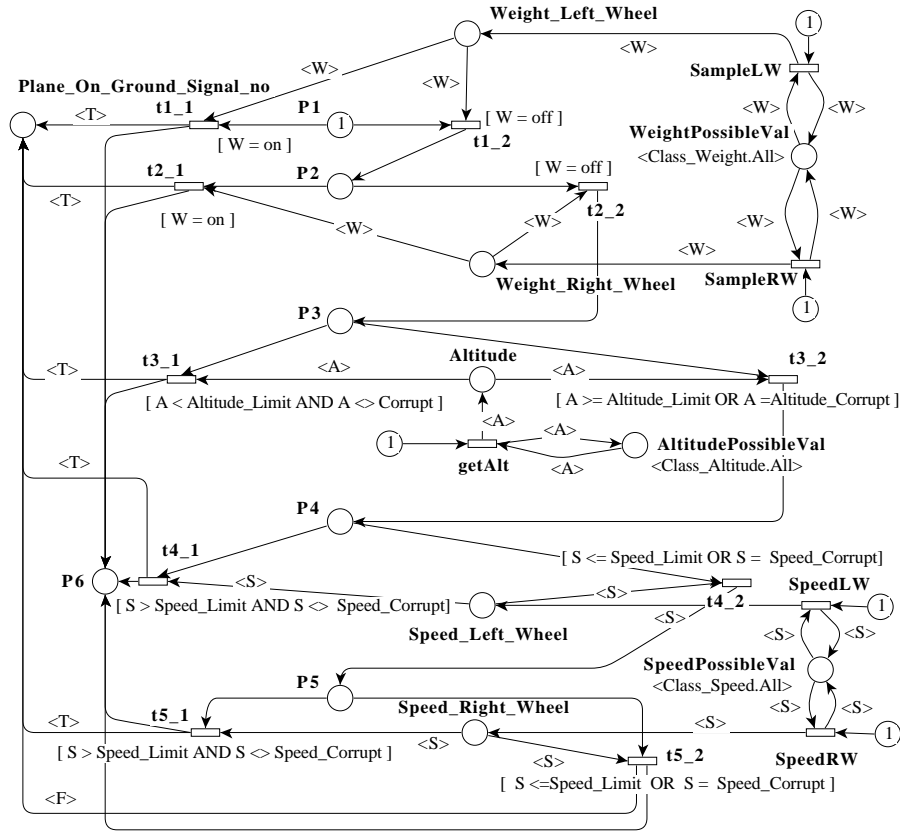 Weight_Left_Wheel
1
<W>
<W>
<W>
SampleLW
Plane_On_Ground_Signal_no
<T>
t1_1
P1
1
[ W = off ]
<W>
<W>
[ W = on ]
t1_2
WeightPossibleVal
<Class_Weight.All>
t2_1
P2
[ W = off ]
<T>
t2_2
[ W = on ]
<W>
<W>
<W>
<W>
<W>
Weight_Right_Wheel
SampleRW
1
P3
t3_1
Altitude
t3_2
<T>
<A>
<A>
[ A < Altitude_Limit AND A <> Corrupt ]
[ A >= Altitude_Limit OR A =Altitude_Corrupt ]
<A>
<A>
1
AltitudePossibleVal
<T>
getAlt
<A>
<Class_Altitude.All>
P4
t4_1
[ S <= Speed_Limit OR S = Speed_Corrupt]
P6
<S>
SpeedLW
[ S > Speed_Limit AND S <> Speed_Corrupt]
<S>
t4_2
1
Speed_Left_Wheel
<S>
<S>
P5
SpeedPossibleVal
<Class_Speed.All>
t5_1
Speed_Right_Wheel
<S>
<S>
<T>
<S>
1
[ S > Speed_Limit AND S <> Speed_Corrupt ]
<S>
t5_2
SpeedRW
<S>
[ S <=Speed_Limit OR S = Speed_Corrupt ]
<F>